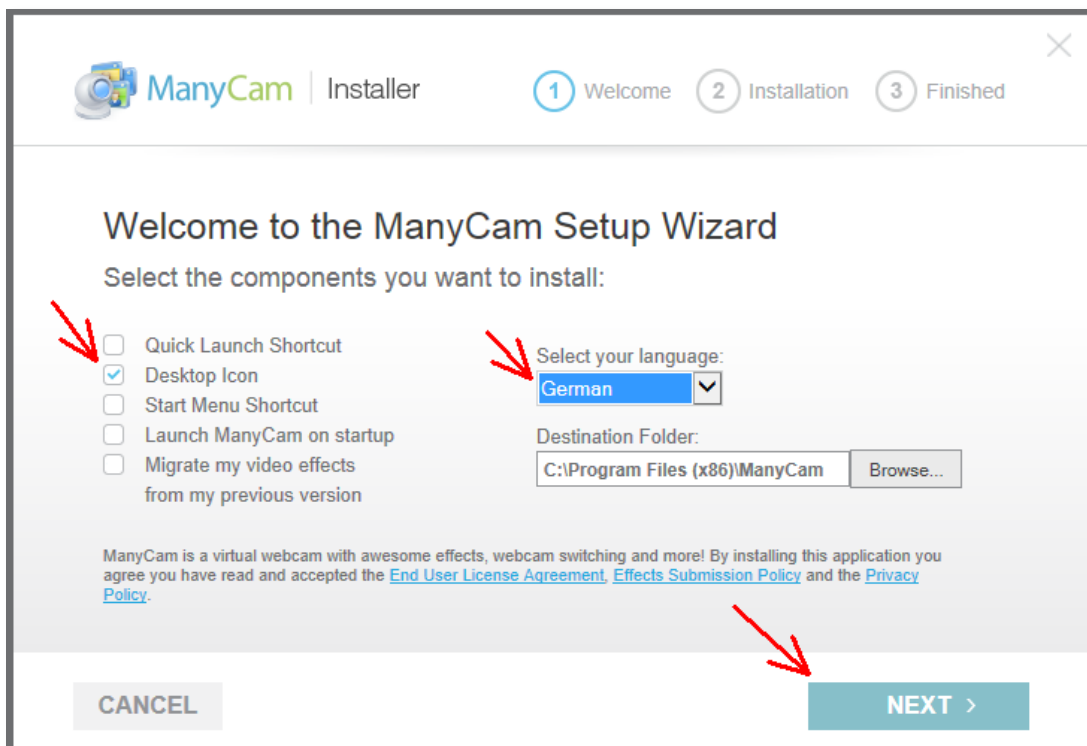 ManyCam | Installer
1 Welcome 2 Installation 3 Finished
Welcome to the ManyCam Setup Wizard
Select the components you want to install:
Quick Launch Shortcut
Desktop Icon
Start Menu Shortcut
Launch ManyCam on startup
Migrate my video effects
from my previous version
Select your language:
German
Destination Folder:
C:\Program Files (x86)\ManyCam Browse...
ManyCam is a virtual webcam with awesome effects, webcam switching and more! By installing this application you
agree you have read and accepted the End User License Agreement, Effects Submission Policy and the Privacy
Policy.
CANCEL
NEXT >